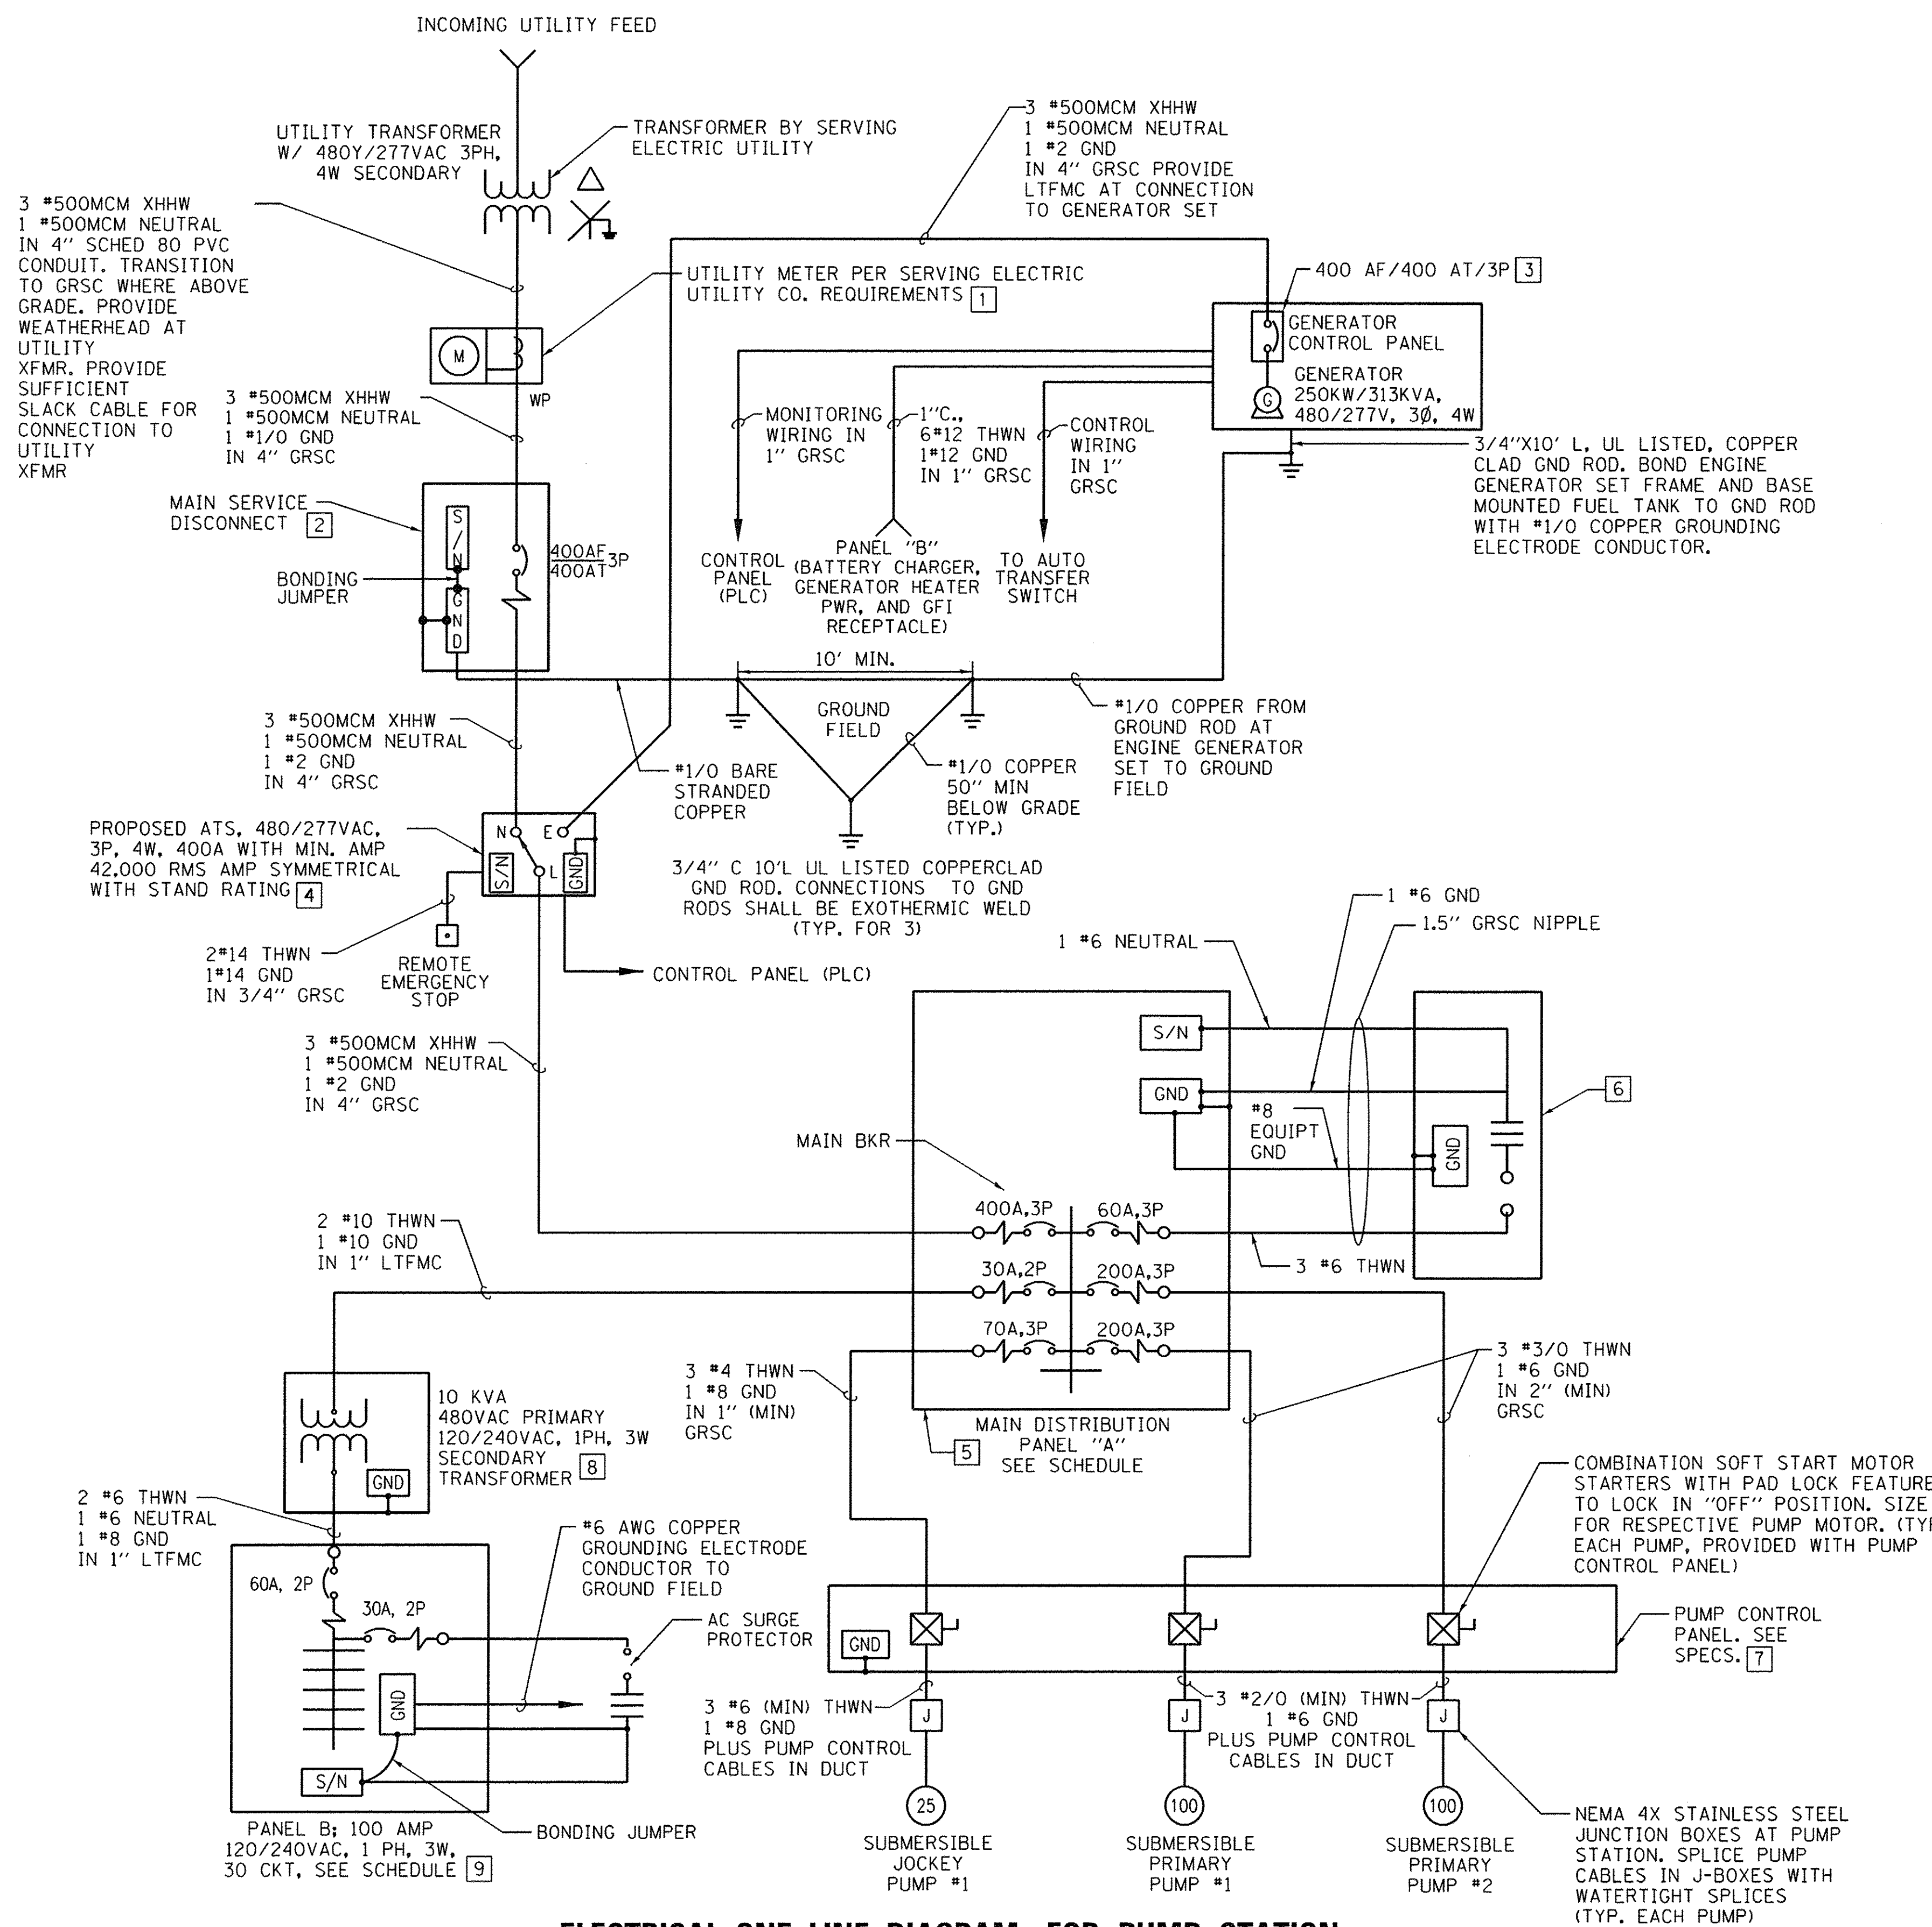 INCOMING UTILITY FEED
UTILITY TRANSFORMER
W/ 480Y/277VAC 3PH,
4W SECONDARY
TRANSFORMER BY SERVING
ELECTRIC UTILITY
3 #500MCM XHHW
1 #500MCM NEUTRAL
1 #2 GND
IN 4" GRSC PROVIDE
LTFMC AT CONNECTION
TO GENERATOR SET
3 #500MCM XHHW
1 #500MCM NEUTRAL
IN 4" SCHED 80 PVC
CONDUIT. TRANSITION
TO GRSC WHERE ABOVE
GRADE. PROVIDE
WEATHERHEAD AT
UTILITY
XFMR. PROVIDE
SUFFICIENT
SLACK CABLE FOR
CONNECTION TO
UTILITY
XFMR
UTILITY METER PER SERVING ELECTRIC
UTILITY CO. REQUIREMENTS 1
400 AF/400 AT/3P 3
GENERATOR
CONTROL PANEL
GENERATOR
250KW/313KVA,
480/277V, 3Ø, 4W
G
M
WP
3 #500MCM XHHW
1 #500MCM NEUTRAL
1 #1/0 GND
IN 4" GRSC
MONITORING
WIRING IN
1" GRSC
1"C.,
6#12 THWN
1#12 GND
IN 1" GRSC
CONTROL
WIRING
IN 1"
GRSC
3/4"X10' L, UL LISTED, COPPER
CLAD GND ROD. BOND ENGINE
GENERATOR SET FRAME AND BASE
MOUNTED FUEL TANK TO GND ROD
WITH #1/0 COPPER GROUNDING
ELECTRODE CONDUCTOR.
MAIN SERVICE
DISCONNECT 2
S/N
GND
400AF
400AT
3P
BONDING
JUMPER
CONTROL
PANEL
(PLC)
PANEL "B"
(BATTERY CHARGER,
GENERATOR HEATER
PWR, AND GFI
RECEPTACLE)
TO AUTO
TRANSFER
SWITCH
10' MIN.
GROUND
FIELD
#1/0 COPPER FROM
GROUND ROD AT
ENGINE GENERATOR
SET TO GROUND
FIELD
3 #500MCM XHHW
1 #500MCM NEUTRAL
1 #2 GND
IN 4" GRSC
#1/0 BARE
STRANDED
COPPER
#1/0 COPPER
50" MIN
BELOW GRADE
(TYP.)
PROPOSED ATS, 480/277VAC,
3P, 4W, 400A WITH MIN. AMP
42,000 RMS AMP SYMMETRICAL
WITH STAND RATING 4
N
E
S/N
L
GND
3/4" C 10'L UL LISTED COPPERCLAD
GND ROD. CONNECTIONS TO GND
RODS SHALL BE EXOTHERMIC WELD
(TYP. FOR 3)
2#14 THWN
1#14 GND
IN 3/4" GRSC
REMOTE
EMERGENCY
STOP
CONTROL PANEL (PLC)
1 #6 GND
1.5" GRSC NIPPLE
1 #6 NEUTRAL
3 #500MCM XHHW
1 #500MCM NEUTRAL
1 #2 GND
IN 4" GRSC
S/N
GND
#8
EQUIPT
GND
GND
6
MAIN BKR
400A,3P
60A,3P
3 #6 THWN
30A,2P
200A,3P
70A,3P
200A,3P
2 #10 THWN
1 #10 GND
IN 1" LTFMC
3 #4 THWN
1 #8 GND
IN 1" (MIN)
GRSC
5
MAIN DISTRIBUTION
PANEL "A"
SEE SCHEDULE
3 #3/0 THWN
1 #6 GND
IN 2" (MIN)
GRSC
10 KVA
480VAC PRIMARY
120/240VAC, 1PH, 3W
SECONDARY
TRANSFORMER 8
GND
2 #6 THWN
1 #6 NEUTRAL
1 #8 GND
IN 1" LTFMC
#6 AWG COPPER
GROUNDING ELECTRODE
CONDUCTOR TO
GROUND FIELD
COMBINATION SOFT START MOTOR
STARTERS WITH PAD LOCK FEATURE
TO LOCK IN "OFF" POSITION. SIZE
FOR RESPECTIVE PUMP MOTOR. (TYP
EACH PUMP, PROVIDED WITH PUMP
CONTROL PANEL)
60A, 2P
30A, 2P
AC SURGE
PROTECTOR
GND
PUMP CONTROL
PANEL. SEE
SPECS. 7
GND
S/N
3 #6 (MIN) THWN
1 #8 GND
PLUS PUMP CONTROL
CABLES IN DUCT
3 #2/0 (MIN) THWN
1 #6 GND
PLUS PUMP CONTROL
CABLES IN DUCT
J
J
J
BONDING JUMPER
25
100
100
PANEL B; 100 AMP
120/240VAC, 1 PH, 3W,
30 CKT, SEE SCHEDULE 9
SUBMERSIBLE
JOCKEY
PUMP #1
SUBMERSIBLE
PRIMARY
PUMP #1
SUBMERSIBLE
PRIMARY
PUMP #2
NEMA 4X STAINLESS STEEL
JUNCTION BOXES AT PUMP
STATION. SPLICE PUMP
CABLES IN J-BOXES WITH
WATERTIGHT SPLICES
(TYP. EACH PUMP)
ELECTRICAL ONE-LINE DIAGRAM FOR PUMP STATION